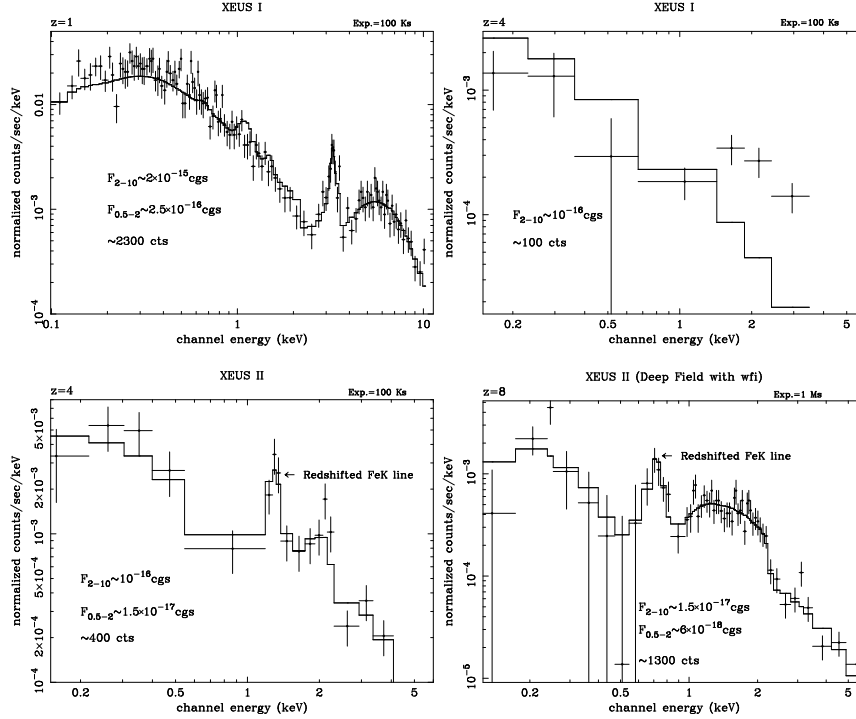 XEUS I
z=1
Exp.=100 Ks
normalized counts/sec/keV
0.01
10⁻³
10⁻⁴
F₂₋₁₀~2×10⁻¹⁵cgs
F₀.₅₋₂~2.5×10⁻¹⁶cgs
~2300 cts
0.1
1
10
channel energy (keV)
XEUS I
z=4
Exp.=100 Ks
normalized counts/sec/keV
10⁻³
10⁻⁴
F₂₋₁₀~10⁻¹⁶cgs
~100 cts
0.2
0.5
1
2
5
channel energy (keV)
XEUS II
z=4
Exp.=100 Ks
normalized counts/sec/keV
5×10⁻³
2×10⁻³
10⁻³
5×10⁻⁴
2×10⁻⁴
10⁻⁴
Redshifted FeK line
F₂₋₁₀~10⁻¹⁶cgs
F₀.₅₋₂~1.5×10⁻¹⁷cgs
~400 cts
0.2
0.5
1
2
5
channel energy (keV)
XEUS II (Deep Field with wfi)
z=8
Exp.=1 Ms
normalized counts/sec/keV
10⁻³
10⁻⁴
10⁻⁵
Redshifted FeK line
F₂₋₁₀~1.5×10⁻¹⁷cgs
F₀.₅₋₂~6×10⁻¹⁸cgs
~1300 cts
0.2
0.5
1
2
5
channel energy (keV)